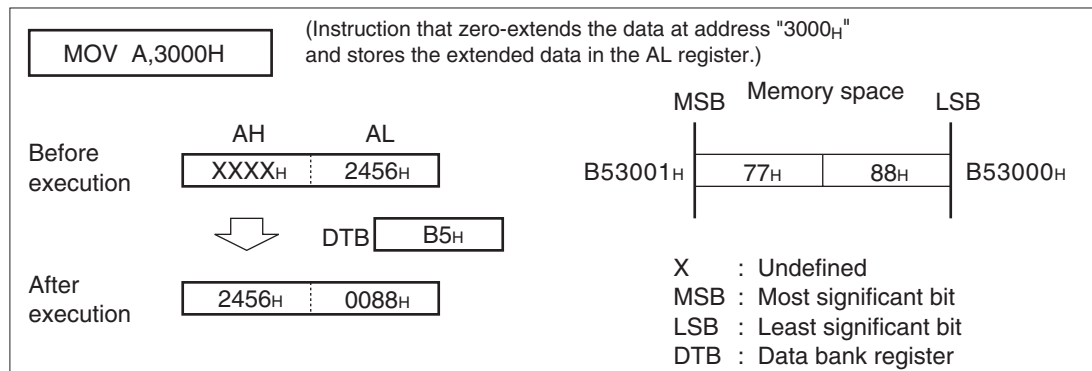 MOV A,3000H
(Instruction that zero-extends the data at address "3000H"
and stores the extended data in the AL register.)
Memory space
MSB LSB
AH AL
Before
execution
XXXXH 2456H
B53001H 77H 88H B53000H
DTB B5H
After
execution
2456H 0088H
X : Undefined
MSB : Most significant bit
LSB : Least significant bit
DTB : Data bank register